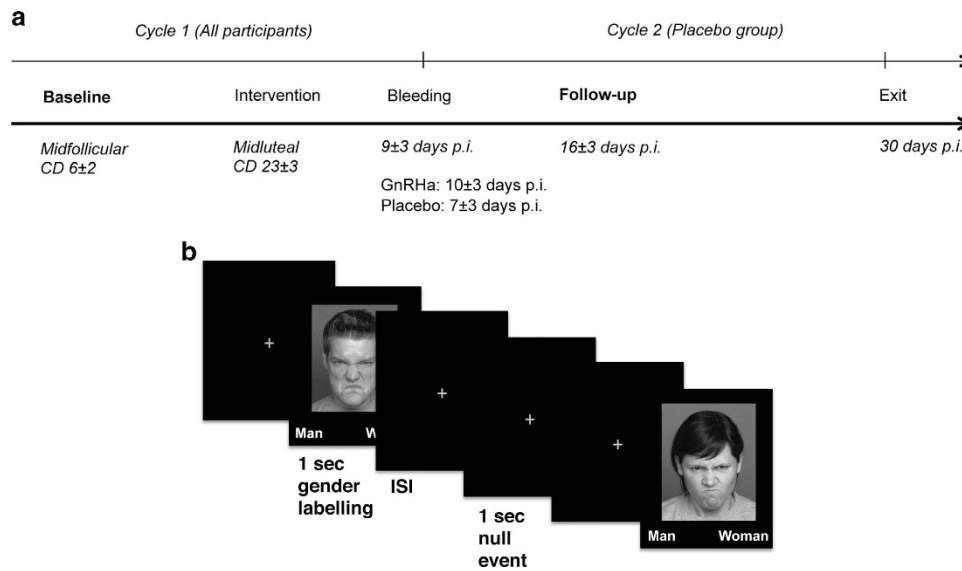 a
Cycle 1 (All participants)
Cycle 2 (Placebo group)
Baseline
Intervention
Bleeding
Follow-up
Exit
Midfollicular
CD 6±2
Midluteal
CD 23±3
9±3 days p.i.
16±3 days p.i.
30 days p.i.
GnRHa: 10±3 days p.i.
Placebo: 7±3 days p.i.
b
Man W
1 sec
gender
labelling
ISI
1 sec
null
event
Man Woman